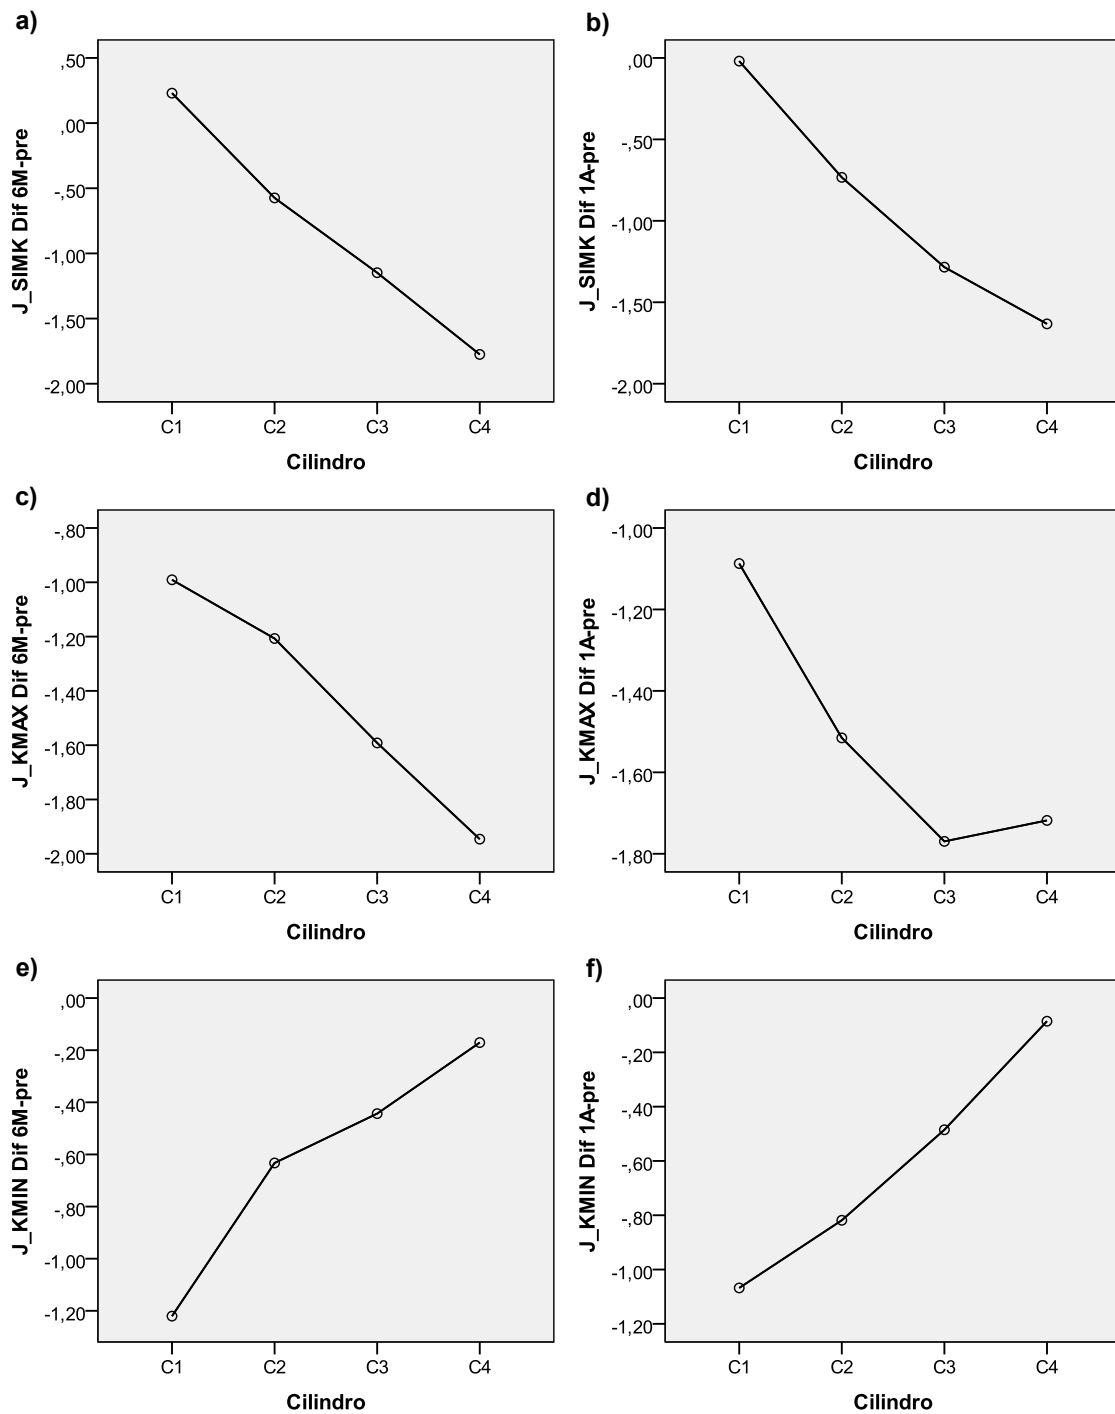 a)
J_SIMK Dif 6M-pre
,50
,00
-,50
-1,00
-1,50
-2,00
C1 C2 C3 C4
Cilindro
b)
J_SIMK Dif 1A-pre
,00
-,50
-1,00
-1,50
-2,00
C1 C2 C3 C4
Cilindro
c)
J_KMAX Dif 6M-pre
-,80
-1,00
-1,20
-1,40
-1,60
-1,80
-2,00
C1 C2 C3 C4
Cilindro
d)
J_KMAX Dif 1A-pre
-1,00
-1,20
-1,40
-1,60
-1,80
C1 C2 C3 C4
Cilindro
e)
J_KMIN Dif 6M-pre
,00
-,20
-,40
-,60
-,80
-1,00
-1,20
C1 C2 C3 C4
Cilindro
f)
J_KMIN Dif 1A-pre
,00
-,20
-,40
-,60
-,80
-1,00
-1,20
C1 C2 C3 C4
Cilindro